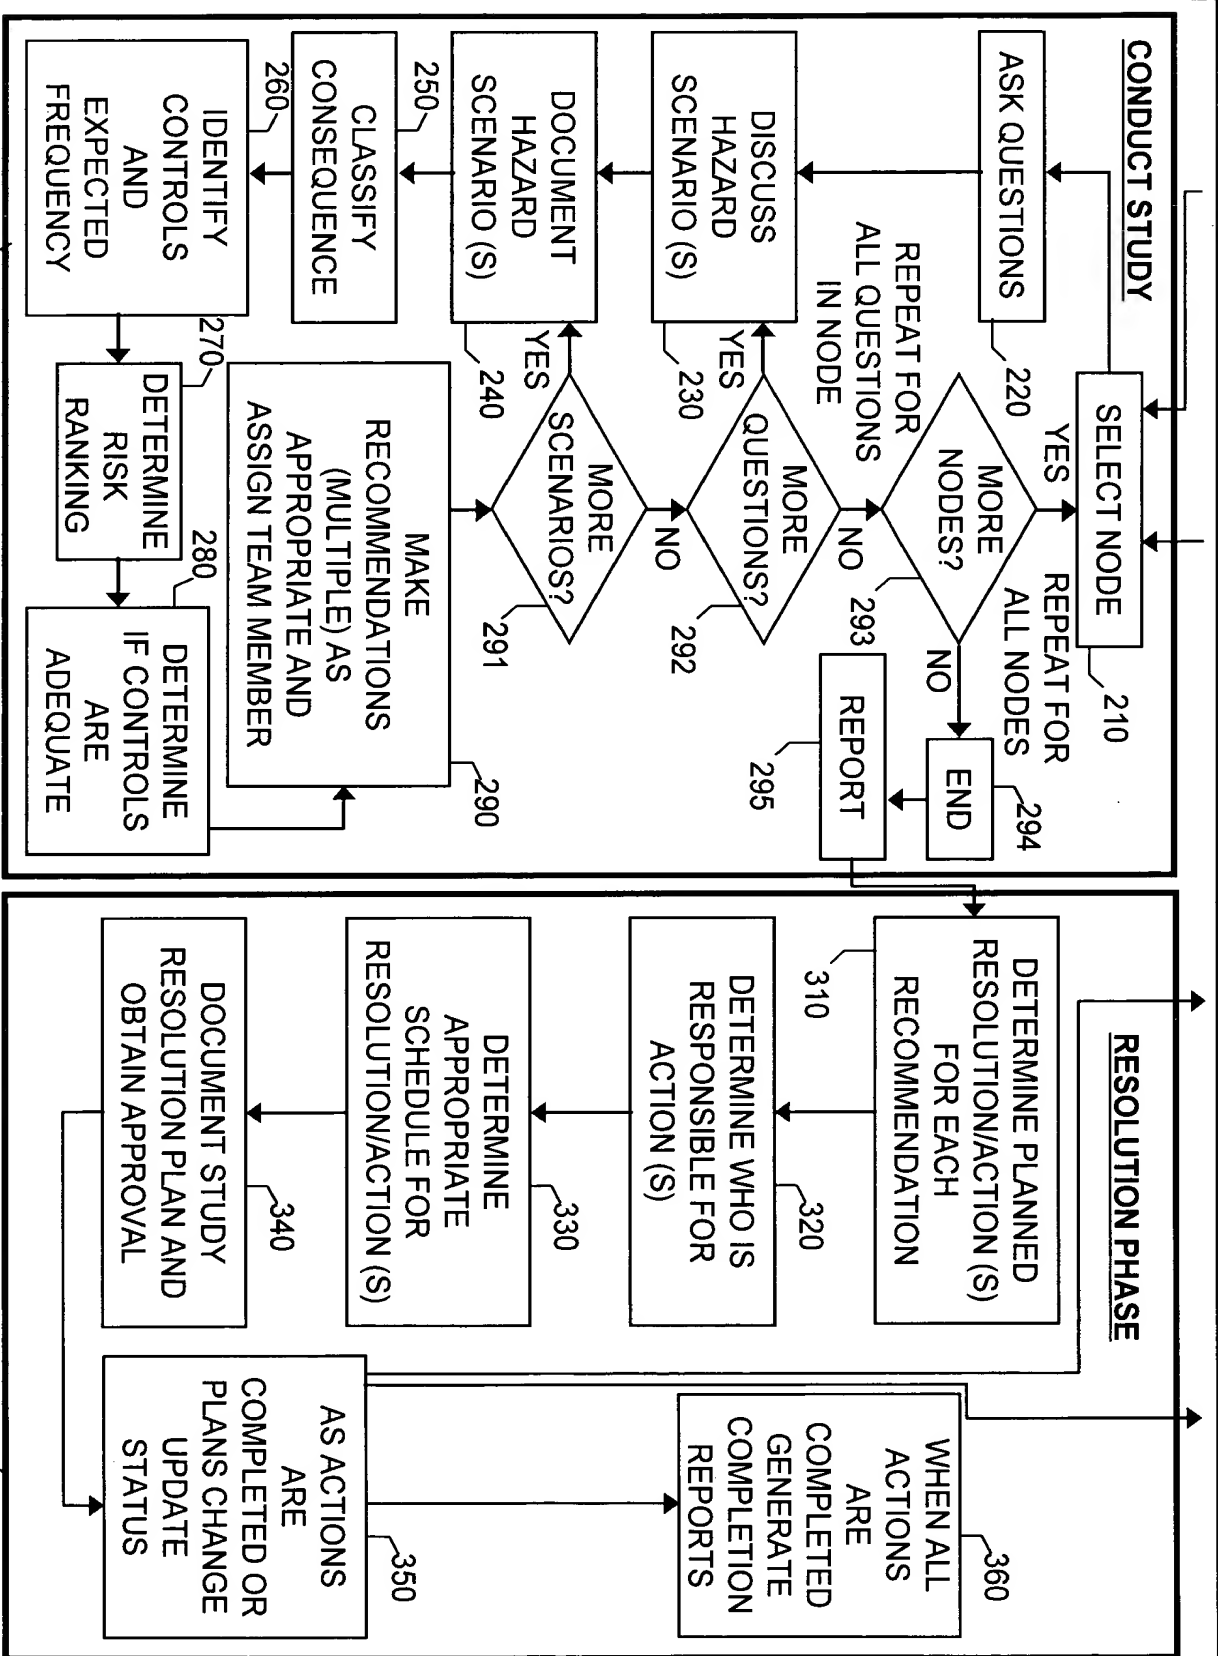 CONDUCT STUDY
SELECT NODE
210
ASK QUESTIONS
220
DISCUSS
HAZARD
SCENARIO (S)
230
DOCUMENT
HAZARD
SCENARIO (S)
240
CLASSIFY
CONSEQUENCE
250
IDENTIFY
CONTROLS
AND
EXPECTED
FREQUENCY
260
DETERMINE
RISK
RANKING
270
DETERMINE
IF CONTROLS
ARE
ADEQUATE
280
MAKE
RECOMMENDATIONS
(MULTIPLE) AS
APPROPRIATE AND
ASSIGN TEAM MEMBER
290
MORE
SCENARIOS?
291
YES
NO
MORE
QUESTIONS?
292
YES
NO
REPEAT FOR
ALL QUESTIONS
IN NODE
MORE
NODES?
293
YES
NO
REPEAT FOR
ALL NODES
END
294
REPORT
295
RESOLUTION PHASE
DETERMINE PLANNED
RESOLUTION/ACTION (S)
FOR EACH
RECOMMENDATION
310
DETERMINE WHO IS
RESPONSIBLE FOR
ACTION (S)
320
DETERMINE
APPROPRIATE
SCHEDULE FOR
RESOLUTION/ACTION (S)
330
DOCUMENT STUDY
RESOLUTION PLAN AND
OBTAIN APPROVAL
340
AS ACTIONS
ARE
COMPLETED OR
PLANS CHANGE
UPDATE
STATUS
350
WHEN ALL
ACTIONS
ARE
COMPLETED
GENERATE
COMPLETION
REPORTS
360